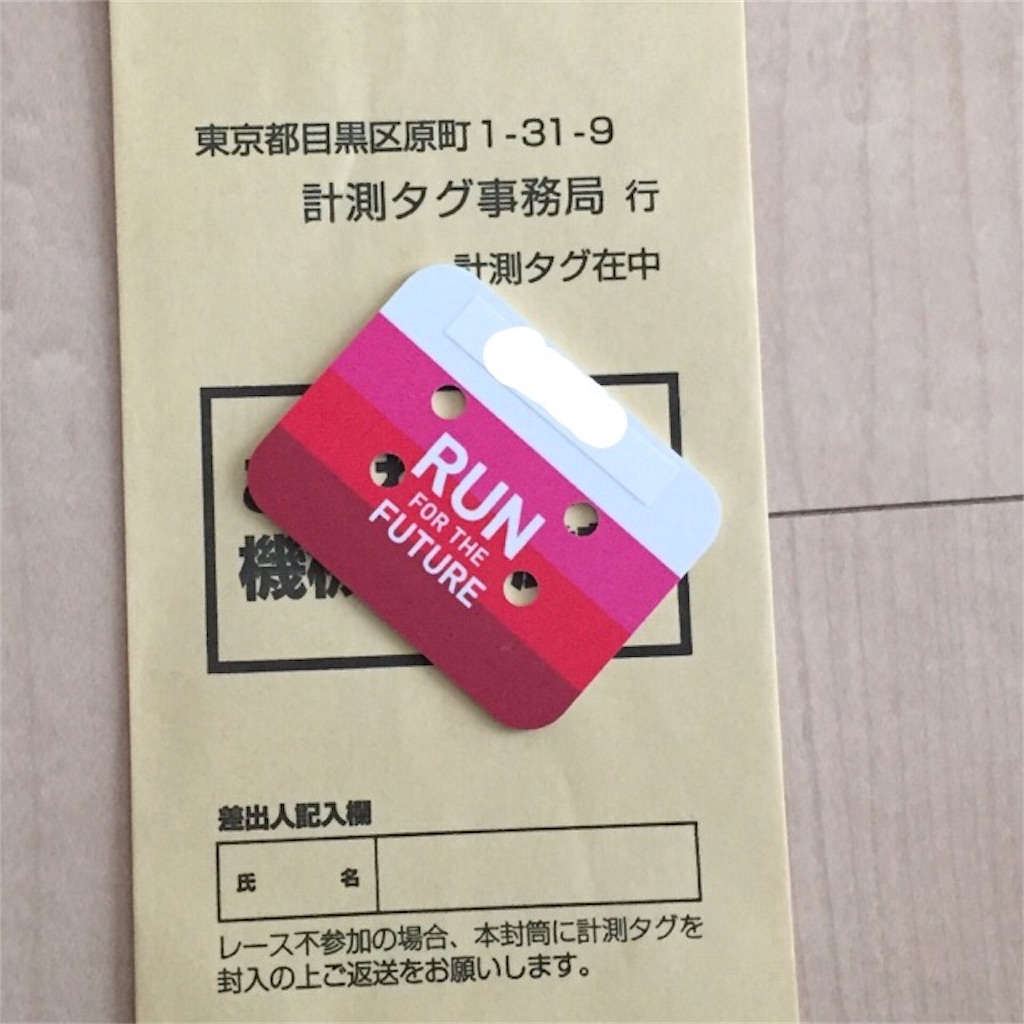 東京都目黒区原町1-31-9
計測タグ事務局 行
計測タグ在中
機械
RUN
FOR THE
FUTURE
差出人記入欄
氏 名
レース不参加の場合、本封筒に計測タグを
封入の上ご返送をお願いします。